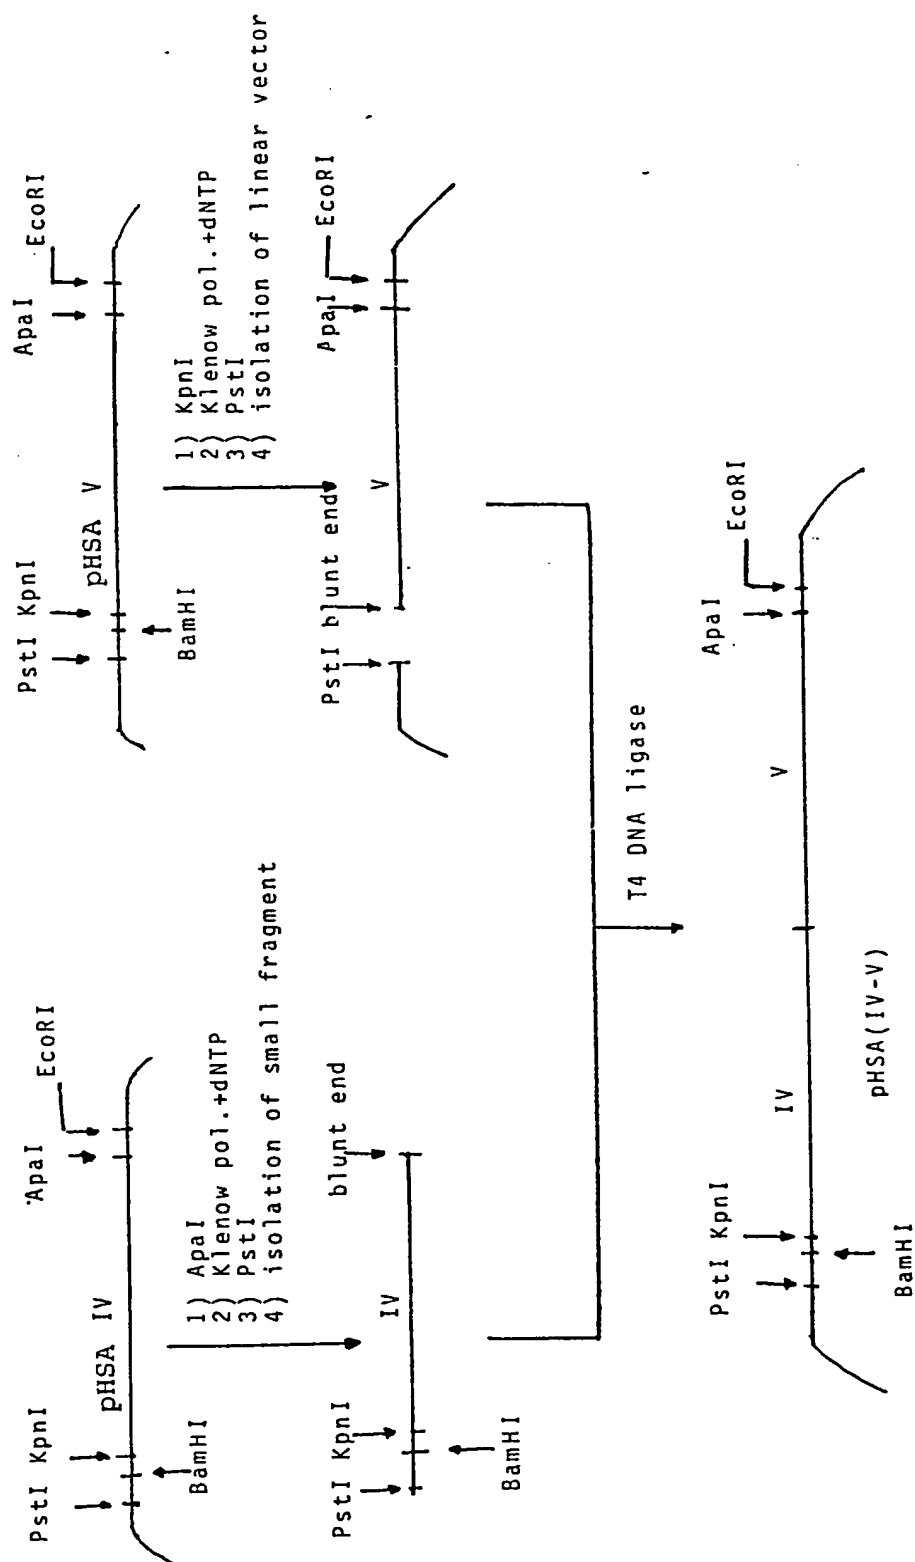 PstI KpnI
pHSA IV
ApaI
EcoRI
BamHI
1) ApaI
2) Klenow pol.+dNTP
3) PstI
4) isolation of small fragment
PstI KpnI
IV
blunt end
BamHI
PstI KpnI
pHSA V
ApaI
EcoRI
BamHI
1) KpnI
2) Klenow pol.+dNTP
3) PstI
4) isolation of linear vector
PstI blunt end
V
ApaI
EcoRI
T4 DNA ligase
PstI KpnI
IV
V
ApaI
EcoRI
BamHI
pHSA(IV-V)